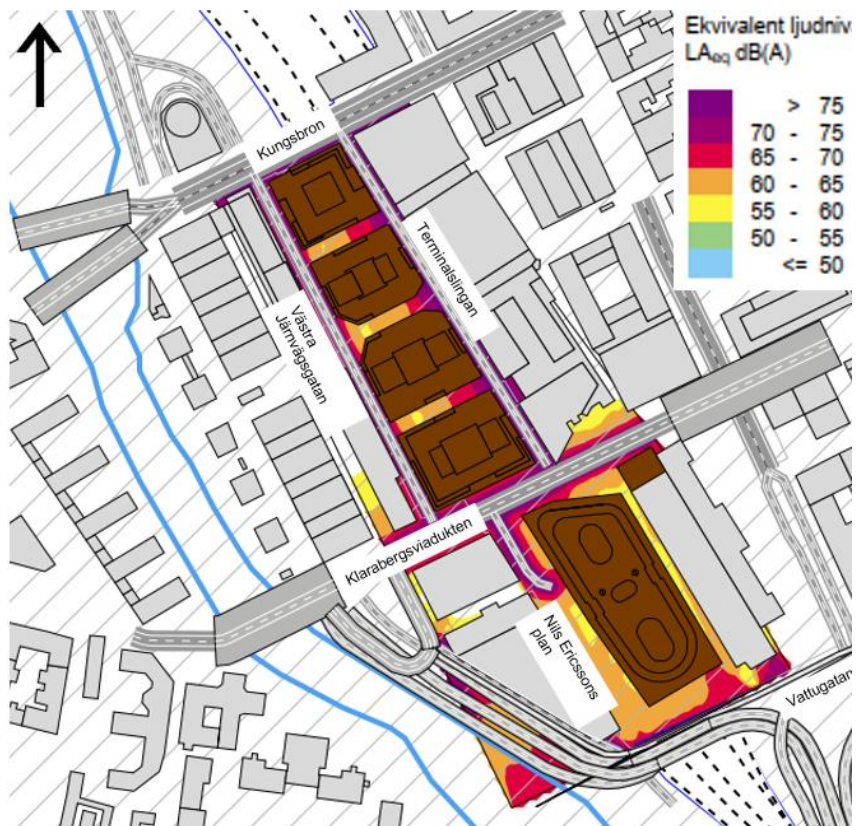 Ekvivalent ljudniv
LAeq dB(A)
> 75
70 - 75
65 - 70
60 - 65
55 - 60
50 - 55
<= 50
Kungsbron
Terminalslingan
Västra
Järnvägsgatan
Klarabergsviadukten
Nils Ericssons
plan
Vattugatan